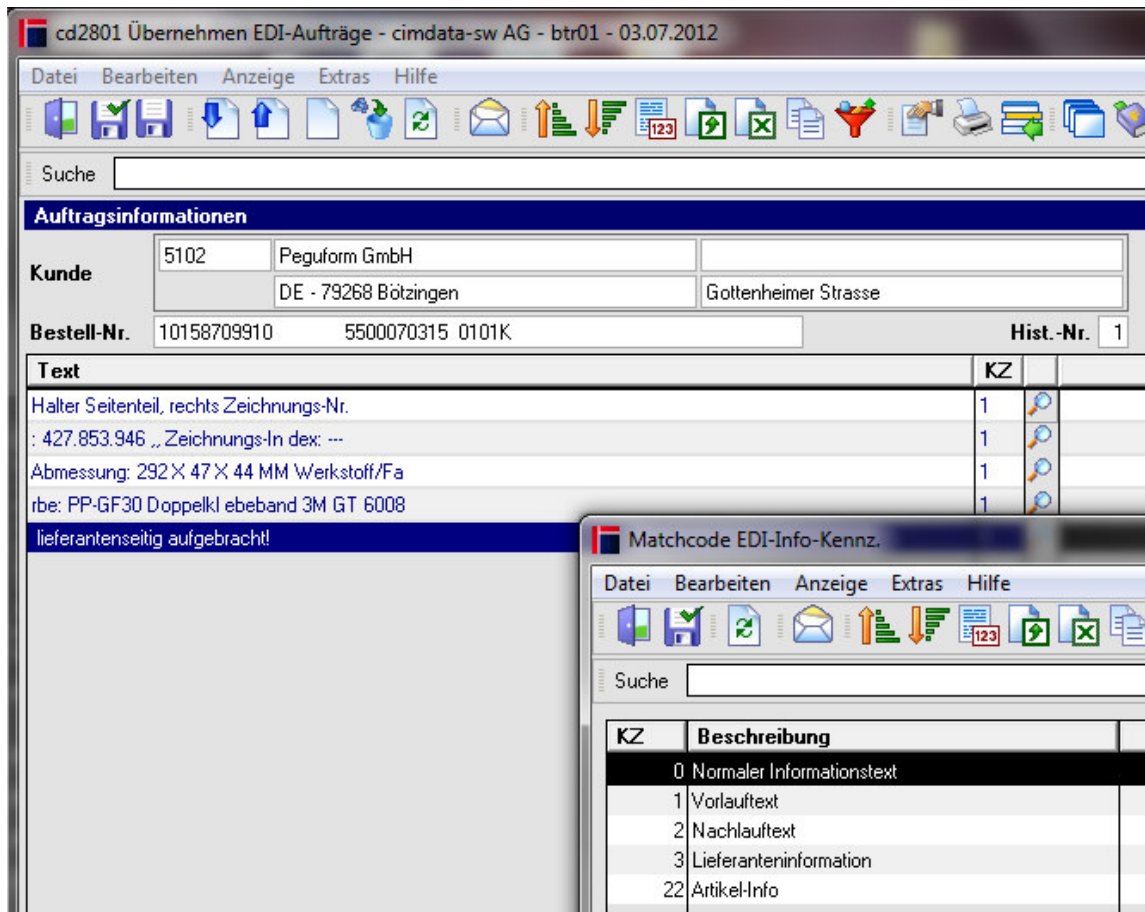 cd2801 Übernehmen EDI-Aufträge - cimdata-sw AG - btr01 - 03.07.2012
Datei Bearbeiten Anzeige Extras Hilfe
123
Suche
Auftragsinformationen
Kunde 5102 Peguform GmbH
DE - 79268 Bötzingen Gottenheimer Strasse
Bestell-Nr. 10158709910 5500070315 0101K Hist.-Nr. 1
Text KZ
Halter Seitenteil, rechts Zeichnungs-Nr. 1
: 427.853.946 ,, Zeichnungs-In dex: --- 1
Abmessung: 292 X 47 X 44 MM Werkstoff/Fa 1
rbe: PP-GF30 Doppelkl ebeband 3M GT 6008 1
lieferantenseitig aufgebracht!
Matchcode EDI-Info-Kennz.
Datei Bearbeiten Anzeige Extras Hilfe
123
Suche
KZ Beschreibung
0 Normaler Informationstext
1 Vorlauftext
2 Nachlauftext
3 Lieferanteninformation
22 Artikel-Info